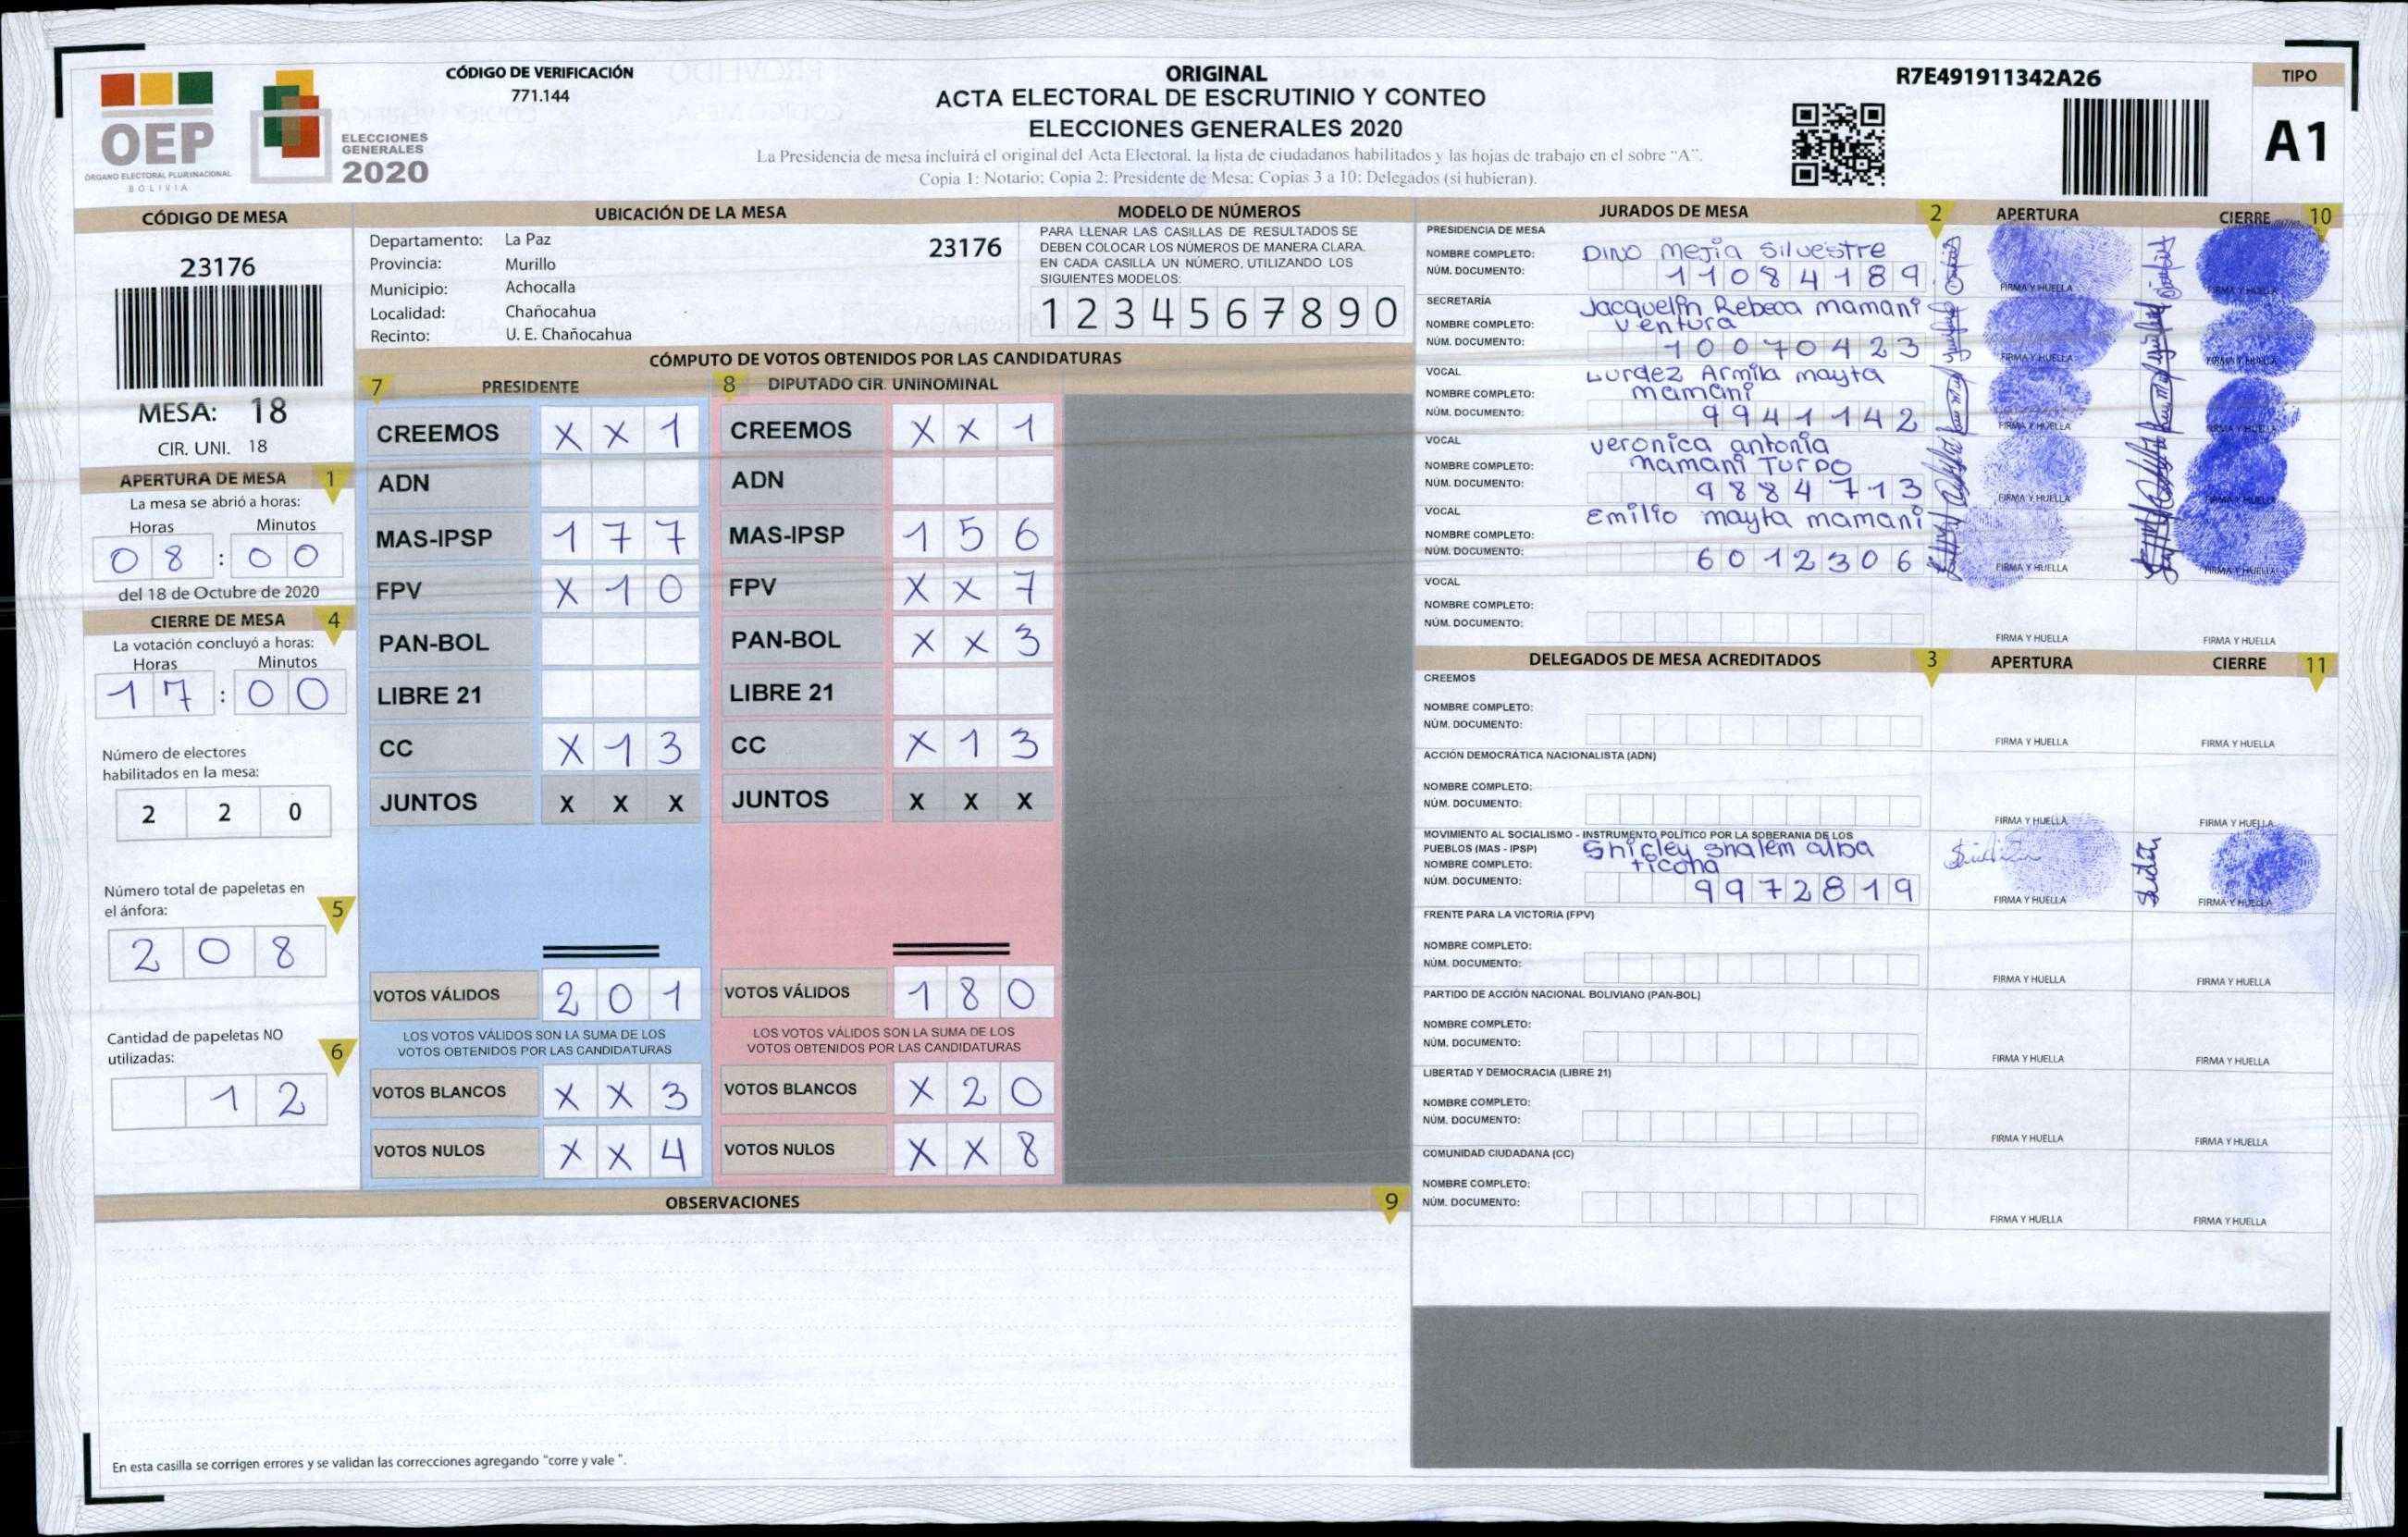 OEP
ÓRGANO ELECTORAL PLURINACIONAL
BOLIVIA
ELECCIONES
GENERALES
2020
CÓDIGO DE VERIFICACIÓN
771.144
ORIGINAL
ACTA ELECTORAL DE ESCRUTINIO Y CONTEO
ELECCIONES GENERALES 2020
La Presidencia de mesa incluirá el original del Acta Electoral, la lista de ciudadanos habilitados y las hojas de trabajo en el sobre "A".
Copia 1: Notario; Copia 2: Presidente de Mesa; Copias 3 a 10: Delegados (si hubieran).
R7E491911342A26
TIPO
A1
CÓDIGO DE MESA
23176
MESA: 18
CIR. UNI. 18
APERTURA DE MESA 1
La mesa se abrió a horas:
Horas Minutos
08 : 00
del 18 de Octubre de 2020
CIERRE DE MESA 4
La votación concluyó a horas:
Horas Minutos
17 : 00
Número de electores
habilitados en la mesa:
2 2 0
Número total de papeletas en
el ánfora: 5
2 0 8
Cantidad de papeletas NO
utilizadas: 6
1 2
UBICACIÓN DE LA MESA
Departamento: La Paz 23176
Provincia: Murillo
Municipio: Achocalla
Localidad: Chañocahua
Recinto: U. E. Chañocahua
MODELO DE NÚMEROS
PARA LLENAR LAS CASILLAS DE RESULTADOS SE
DEBEN COLOCAR LOS NÚMEROS DE MANERA CLARA.
EN CADA CASILLA UN NÚMERO, UTILIZANDO LOS
SIGUIENTES MODELOS:
1 2 3 4 5 6 7 8 9 0
CÓMPUTO DE VOTOS OBTENIDOS POR LAS CANDIDATURAS
7 PRESIDENTE 8 DIPUTADO CIR. UNINOMINAL
CREEMOS X X 1 CREEMOS X X 1
ADN ADN
MAS-IPSP 1 7 7 MAS-IPSP 1 5 6
FPV X 1 0 FPV X X 7
PAN-BOL PAN-BOL X X 3
LIBRE 21 LIBRE 21
CC X 1 3 CC X 1 3
JUNTOS X X X JUNTOS X X X
VOTOS VÁLIDOS 2 0 1 VOTOS VÁLIDOS 1 8 0
LOS VOTOS VÁLIDOS SON LA SUMA DE LOS LOS VOTOS VÁLIDOS SON LA SUMA DE LOS
VOTOS OBTENIDOS POR LAS CANDIDATURAS VOTOS OBTENIDOS POR LAS CANDIDATURAS
VOTOS BLANCOS X X 3 VOTOS BLANCOS X 2 0
VOTOS NULOS X X 4 VOTOS NULOS X X 8
OBSERVACIONES 9
En esta casilla se corrigen errores y se validan las correcciones agregando "corre y vale ".
JURADOS DE MESA 2 APERTURA CIERRE 10
PRESIDENCIA DE MESA
NOMBRE COMPLETO: DINO mejia Silvestre
NÚM. DOCUMENTO: 11084189
FIRMA Y HUELLA FIRMA Y HUELLA
SECRETARÍA
Jacquelin Rebeca mamani
NOMBRE COMPLETO: ventura
NÚM. DOCUMENTO: 10070423
FIRMA Y HUELLA FIRMA Y HUELLA
VOCAL
Lurdez Armila mayta
NOMBRE COMPLETO: mamani
NÚM. DOCUMENTO: 9941142
FIRMA Y HUELLA FIRMA Y HUELLA
VOCAL
veronica antonia
NOMBRE COMPLETO: mamani Turpo
NÚM. DOCUMENTO: 9884713
FIRMA Y HUELLA FIRMA Y HUELLA
VOCAL
Emilio mayta mamani
NOMBRE COMPLETO:
NÚM. DOCUMENTO: 6012306
FIRMA Y HUELLA FIRMA Y HUELLA
VOCAL
NOMBRE COMPLETO:
NÚM. DOCUMENTO:
FIRMA Y HUELLA FIRMA Y HUELLA
DELEGADOS DE MESA ACREDITADOS 3 APERTURA CIERRE 11
CREEMOS
NOMBRE COMPLETO:
NÚM. DOCUMENTO:
FIRMA Y HUELLA FIRMA Y HUELLA
ACCIÓN DEMOCRÁTICA NACIONALISTA (ADN)
NOMBRE COMPLETO:
NÚM. DOCUMENTO:
FIRMA Y HUELLA FIRMA Y HUELLA
MOVIMIENTO AL SOCIALISMO - INSTRUMENTO POLÍTICO POR LA SOBERANIA DE LOS
PUEBLOS (MAS - IPSP) Shirley shalem alba
NOMBRE COMPLETO: ticona
NÚM. DOCUMENTO: 9972819
FIRMA Y HUELLA FIRMA Y HUELLA
FRENTE PARA LA VICTORIA (FPV)
NOMBRE COMPLETO:
NÚM. DOCUMENTO:
FIRMA Y HUELLA FIRMA Y HUELLA
PARTIDO DE ACCIÓN NACIONAL BOLIVIANO (PAN-BOL)
NOMBRE COMPLETO:
NÚM. DOCUMENTO:
FIRMA Y HUELLA FIRMA Y HUELLA
LIBERTAD Y DEMOCRACIA (LIBRE 21)
NOMBRE COMPLETO:
NÚM. DOCUMENTO:
FIRMA Y HUELLA FIRMA Y HUELLA
COMUNIDAD CIUDADANA (CC)
NOMBRE COMPLETO:
NÚM. DOCUMENTO:
FIRMA Y HUELLA FIRMA Y HUELLA